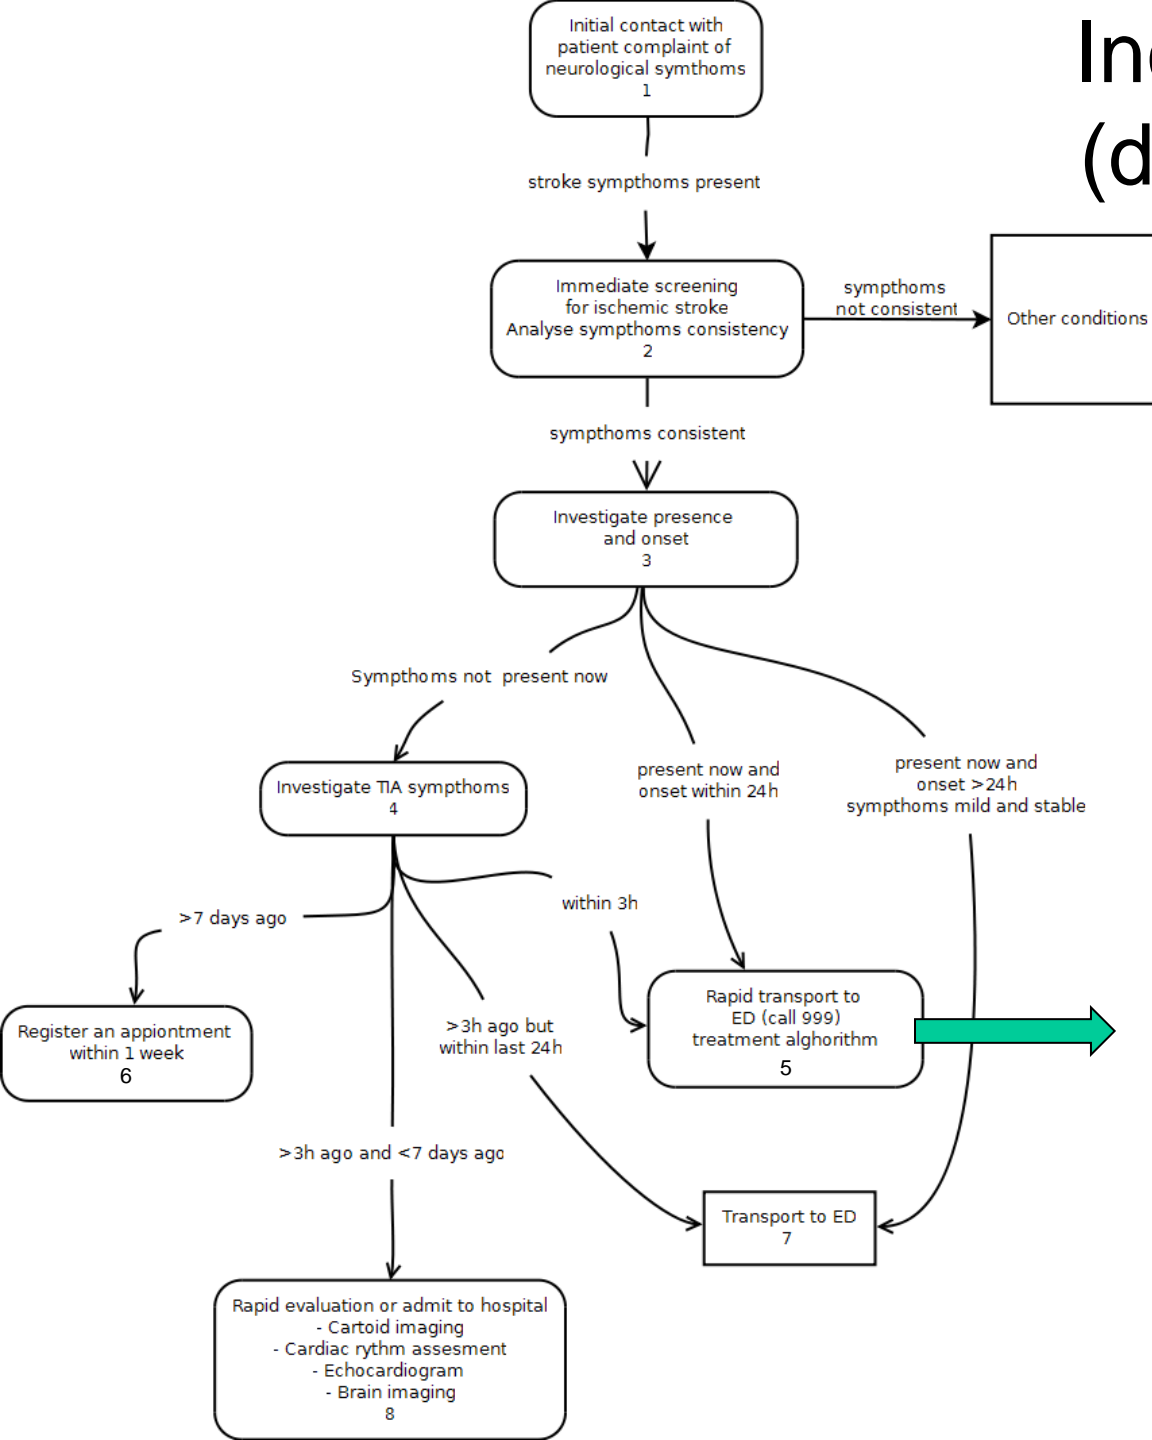 Initial contact with
patient complaint of
neurological symthoms
1
stroke sympthoms present
Immediate screening
for ischemic stroke
Analyse sympthoms consistency
2
sympthoms
not consistent
Other conditions
sympthoms consistent
Investigate presence
and onset
3
Sympthoms not present now
present now and
onset within 24h
present now and
onset >24h
sympthoms mild and stable
Investigate TIA sympthoms
4
>7 days ago
within 3h
Register an appiontment
within 1 week
6
>3h ago but
within last 24h
Rapid transport to
ED (call 999)
treatment alghorithm
5
>3h ago and <7 days ago
Transport to ED
7
Rapid evaluation or admit to hospital
- Cartoid imaging
- Cardiac rythm assesment
- Echocardiogram
- Brain imaging
8